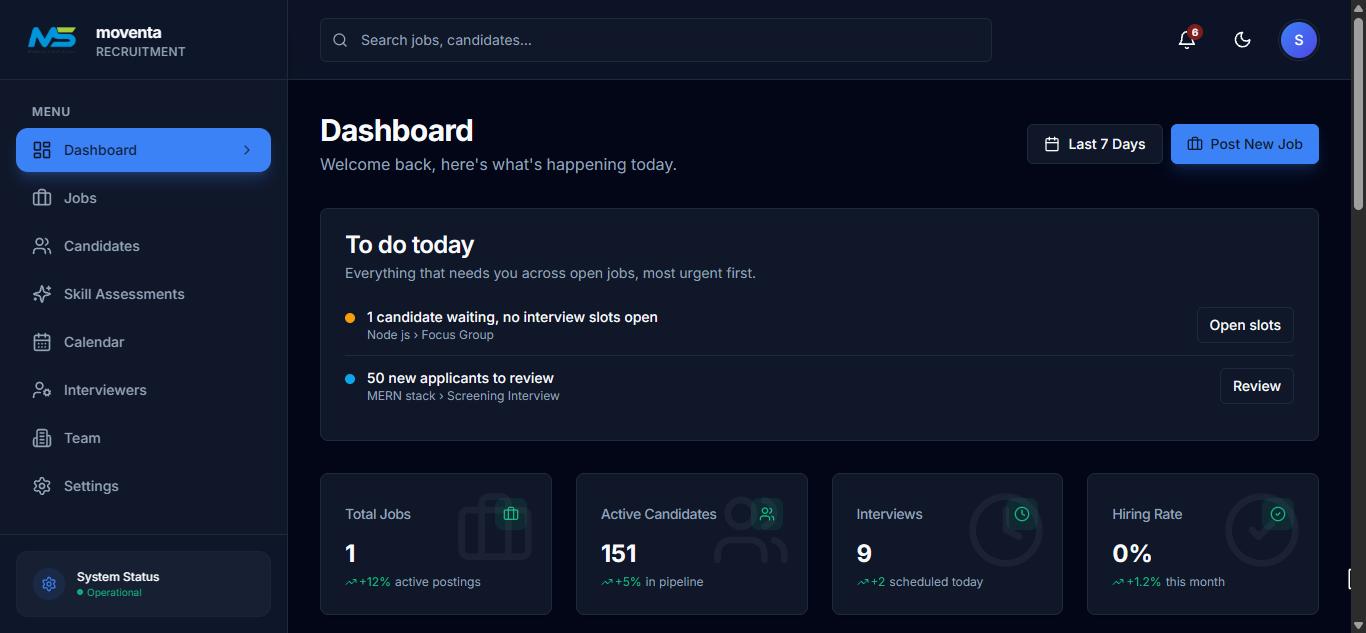 MS
moventa
RECRUITMENT
Search jobs, candidates...
6
S
MENU
Dashboard
Jobs
Candidates
Skill Assessments
Calendar
Interviewers
Team
Settings
System Status
Operational
Dashboard
Welcome back, here's what's happening today.
Last 7 Days
Post New Job
To do today
Everything that needs you across open jobs, most urgent first.
1 candidate waiting, no interview slots open
Node js › Focus Group
Open slots
50 new applicants to review
MERN stack › Screening Interview
Review
Total Jobs
1
+12% active postings
Active Candidates
151
+5% in pipeline
Interviews
9
+2 scheduled today
Hiring Rate
0%
+1.2% this month